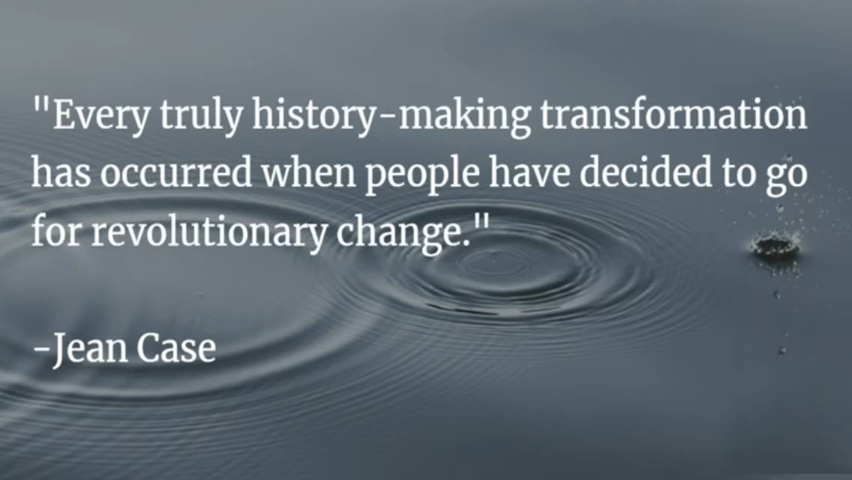 "Every truly history-making transformation
has occurred when people have decided to go
for revolutionary change."
-Jean Case